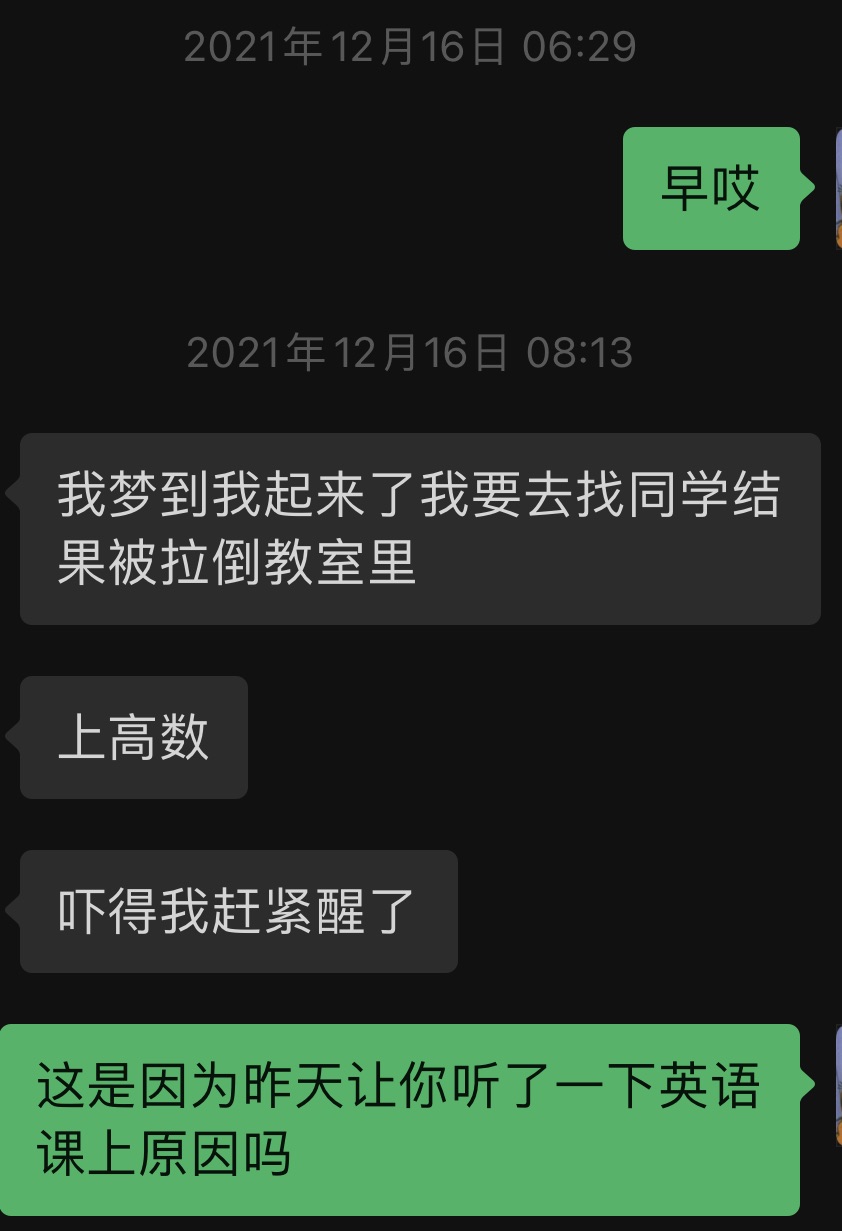 2021年12月16日 06:29
早哎
2021年12月16日 08:13
我梦到我起来了我要去找同学结
果被拉倒教室里
上高数
吓得我赶紧醒了
这是因为昨天让你听了一下英语
课上原因吗